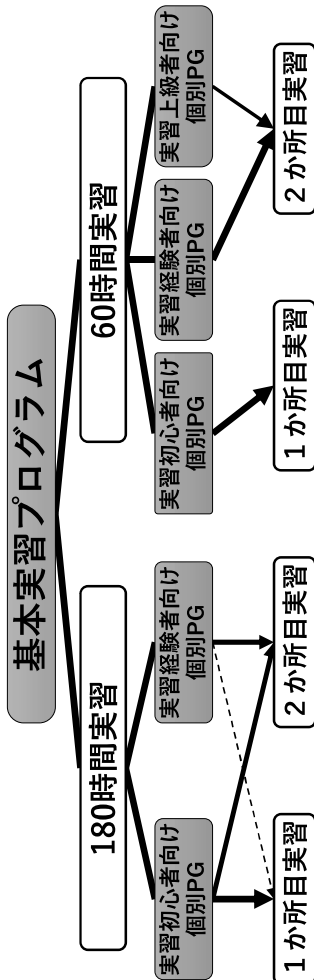 基本実習プログラム
180時間実習
60時間実習
実習初心者向け
個別PG
実習経験者向け
個別PG
実習初心者向け
個別PG
実習経験者向け
個別PG
実習上級者向け
個別PG
1か所目実習
2か所目実習
1か所目実習
2か所目実習